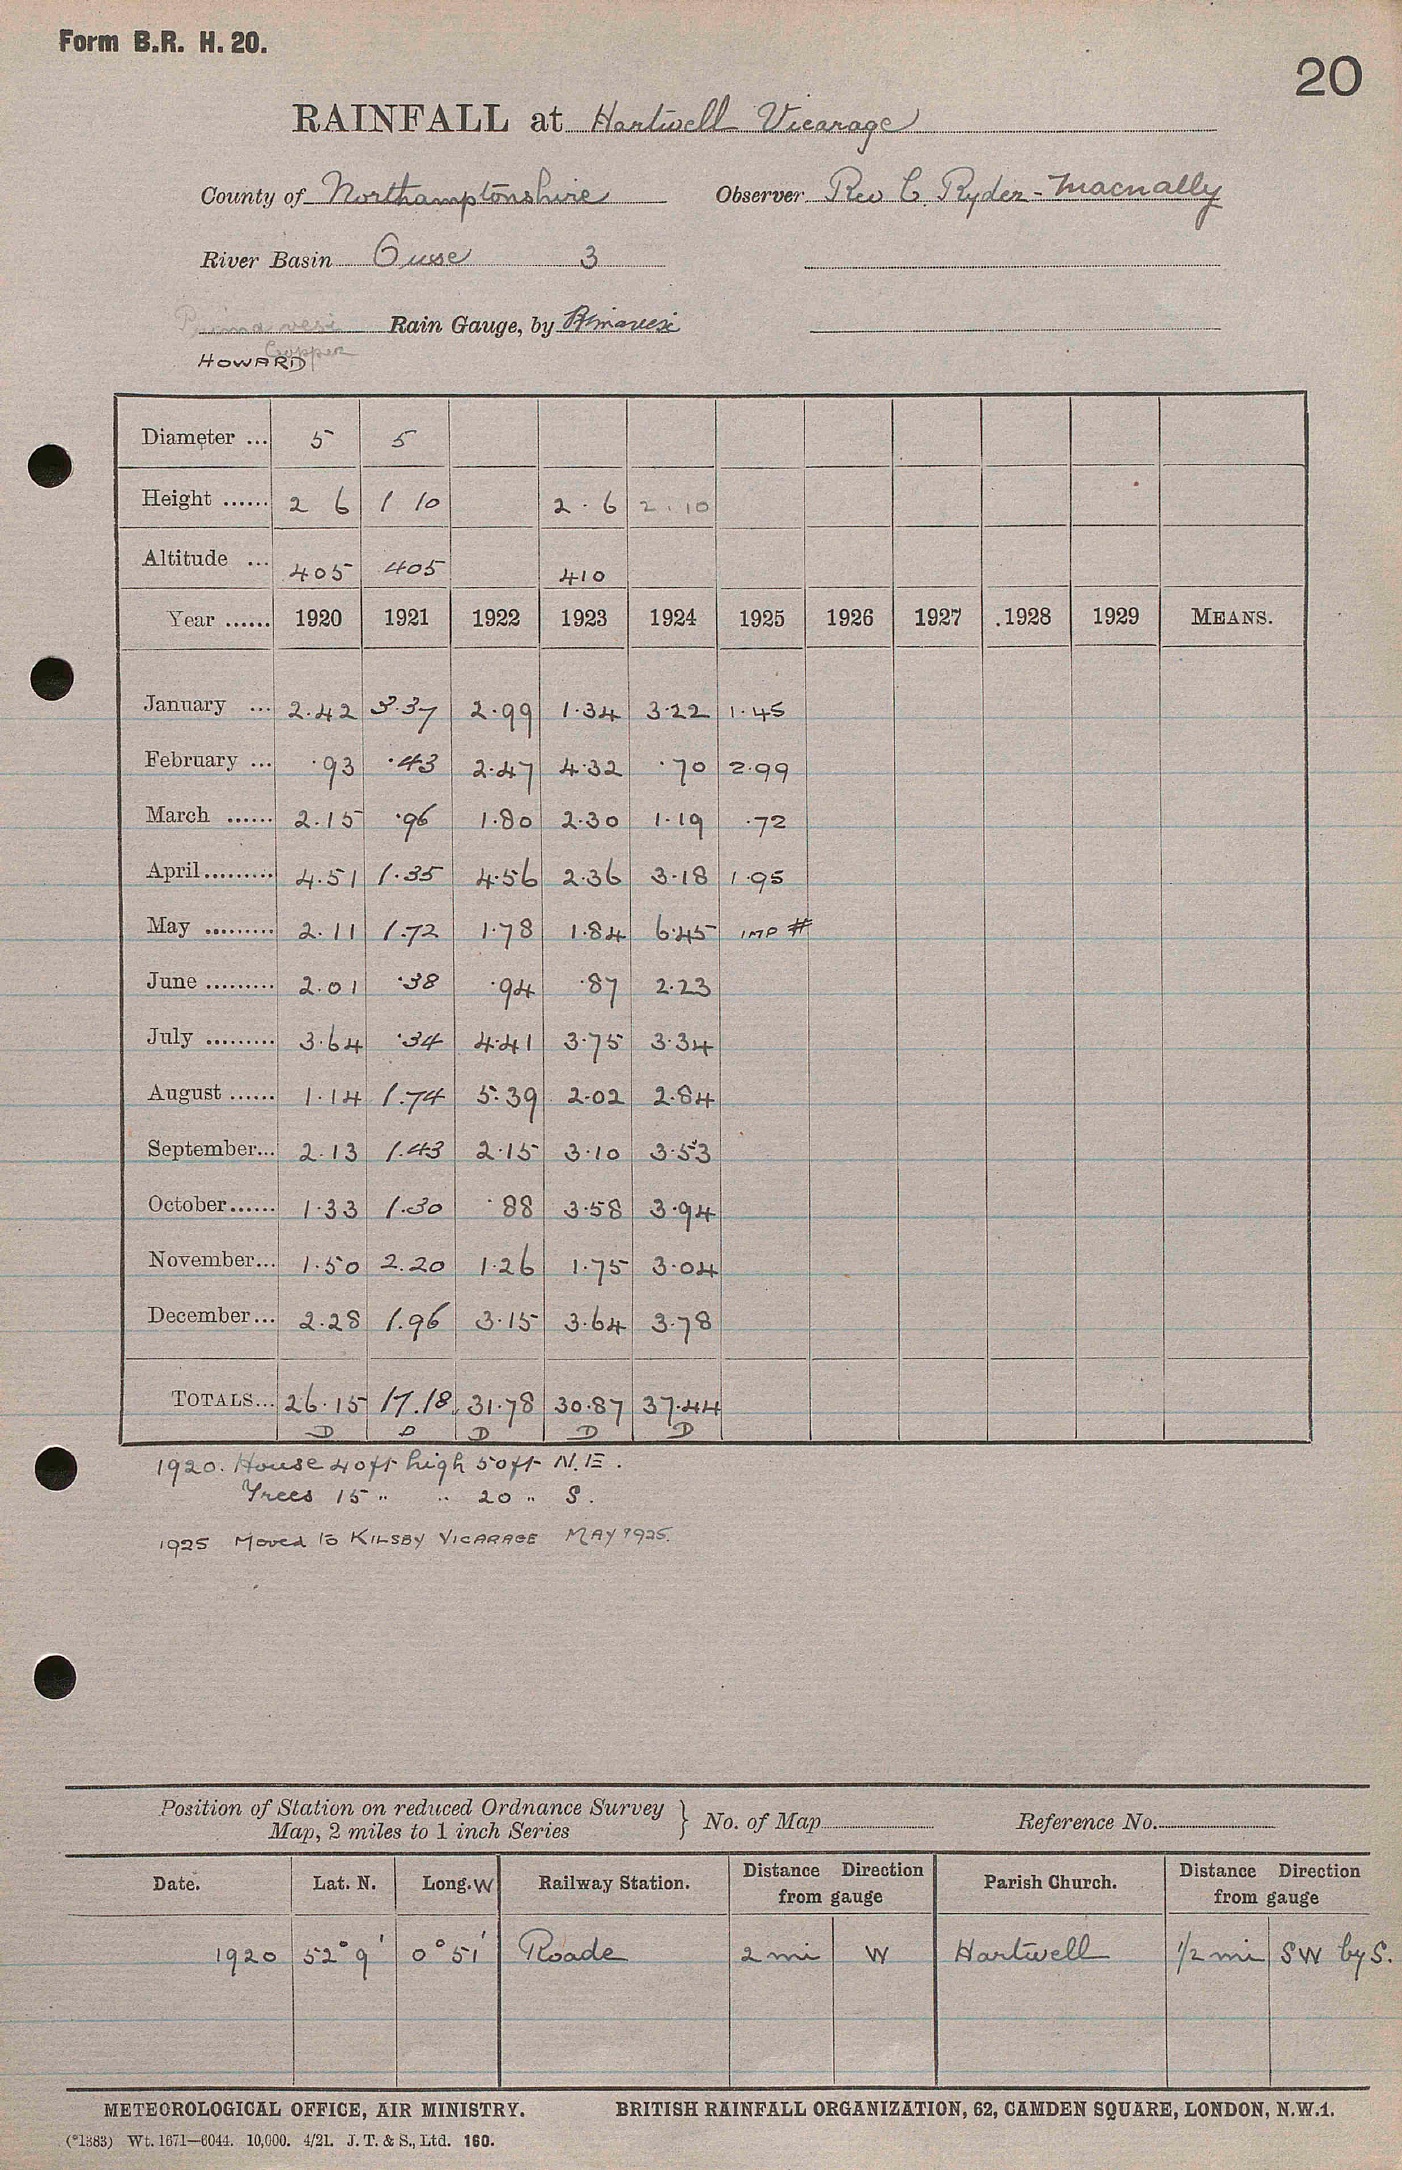 Form B.R. H. 20.
20
RAINFALL at Hartwell Vicarage
County of Northamptonshire Observer Rev C. Ryder-Macnally
River Basin Ouse 3
Primavesi Rain Gauge, by Primavesi
Copper
HOWARD
Diameter ... 5 5
Height ...... 2 6 1 10 2 . 6 2 . 10
Altitude ... 405 405 410
Year ...... 1920 1921 1922 1923 1924 1925 1926 1927 1928 1929 MEANS.
January ... 2.42 3.37 2.99 1.34 3.22 1.45
February ... .93 .43 2.47 4.32 .70 2.99
March ...... 2.15 .96 1.80 2.30 1.19 .72
April ......... 4.51 1.35 4.56 2.36 3.18 1.95
May ......... 2.11 1.72 1.78 1.84 6.45 IMP #
June ......... 2.01 .38 .94 .87 2.23
July ......... 3.64 .34 4.41 3.75 3.34
August ...... 1.14 1.74 5.39 2.02 2.84
September... 2.13 1.43 2.15 3.10 3.53
October...... 1.33 1.30 .88 3.58 3.94
November... 1.50 2.20 1.26 1.75 3.04
December... 2.28 1.96 3.15 3.64 3.78
TOTALS... 26.15 17.18 31.78 30.87 37.44
D D D D D
1920. House 40ft high 50ft N.E.
Trees 15 " " 20 " S.
1925 Moved to KILSBY VICARAGE MAY 1925.
Position of Station on reduced Ordnance Survey
Map, 2 miles to 1 inch Series } No. of Map Reference No.
Date. Lat. N. Long. W Railway Station. Distance Direction from gauge Parish Church. Distance Direction from gauge
1920 52° 9' 0° 51' Roade 2 mi W Hartwell 1/2 mi SW by S.
METEOROLOGICAL OFFICE, AIR MINISTRY. BRITISH RAINFALL ORGANIZATION, 62, CAMDEN SQUARE, LONDON, N.W.1.
(*1383) Wt. 1671—6044. 10,000. 4/21. J. T. & S., Ltd. 160.